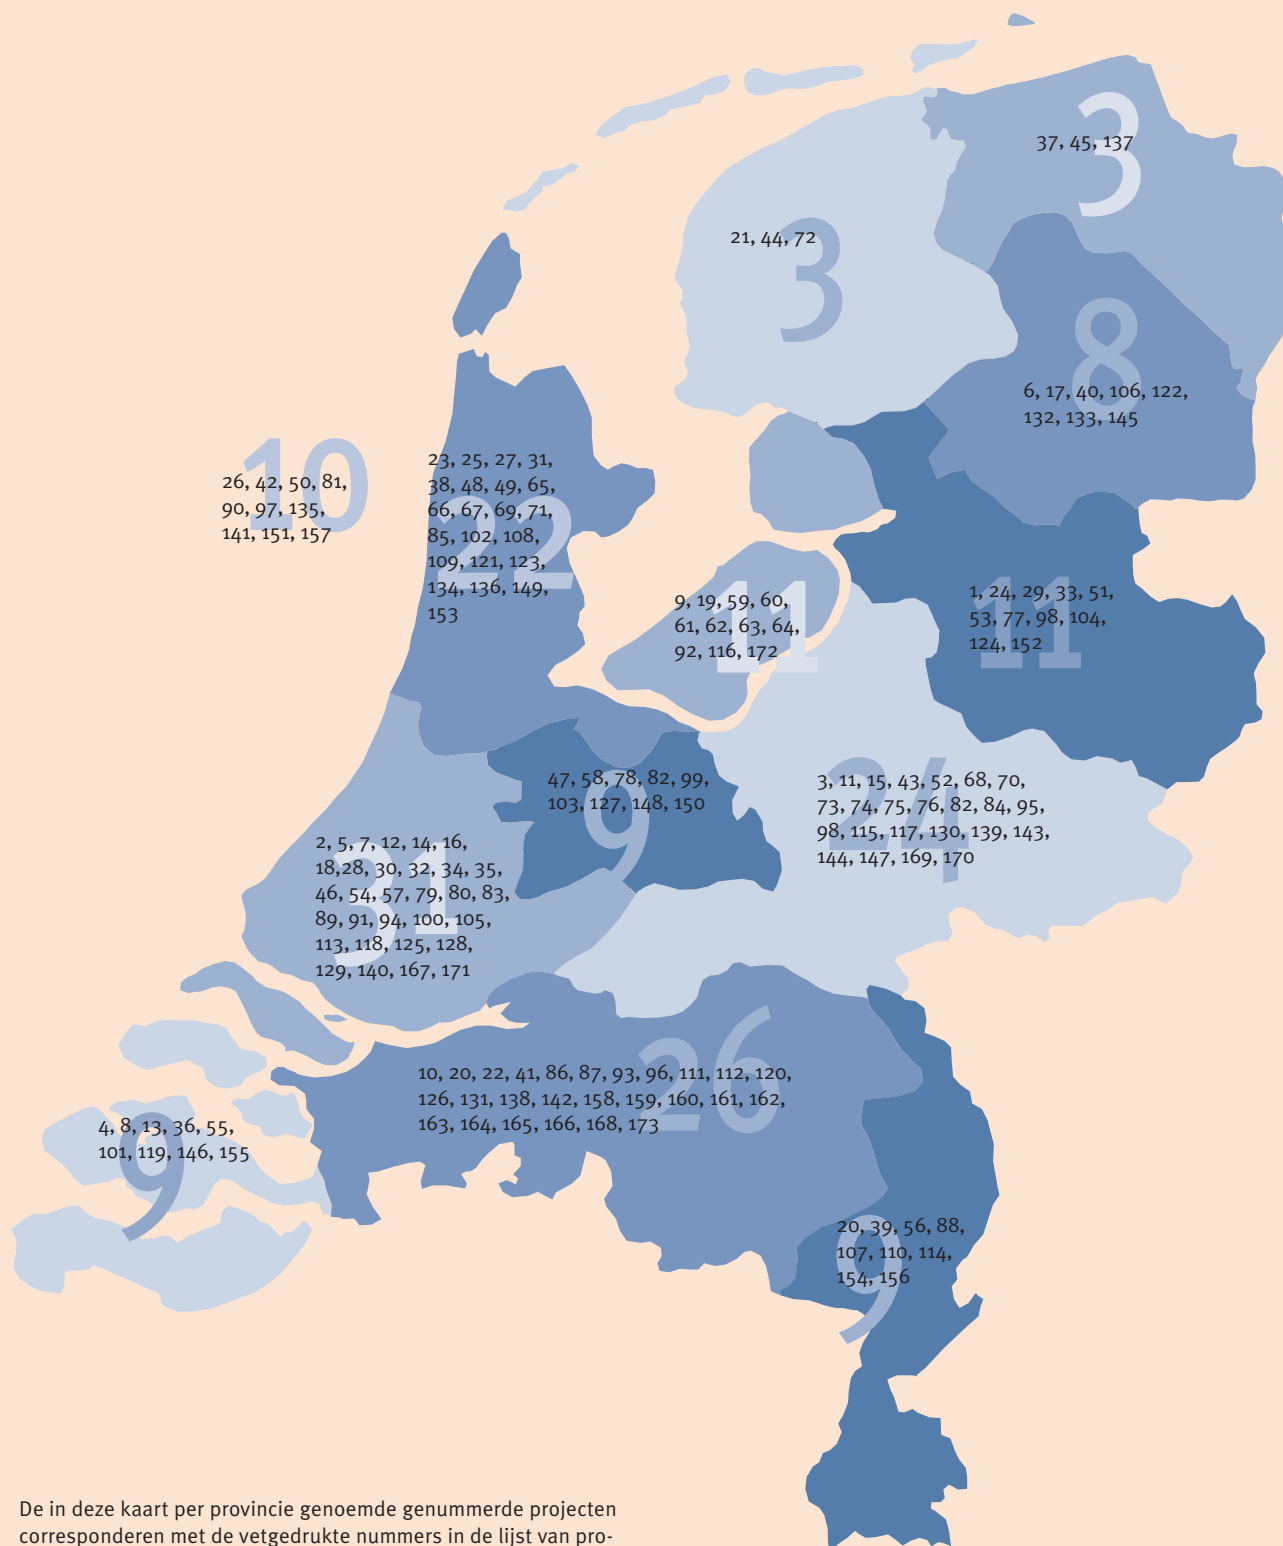 3
37, 45, 137
3
21, 44, 72
8
6, 17, 40, 106, 122,
132, 133, 145
10
26, 42, 50, 81,
90, 97, 135,
141, 151, 157
22
23, 25, 27, 31,
38, 48, 49, 65,
66, 67, 69, 71,
85, 102, 108,
109, 121, 123,
134, 136, 149,
153
11
9, 19, 59, 60,
61, 62, 63, 64,
92, 116, 172
11
1, 24, 29, 33, 51,
53, 77, 98, 104,
124, 152
9
47, 58, 78, 82, 99,
103, 127, 148, 150
24
3, 11, 15, 43, 52, 68, 70,
73, 74, 75, 76, 82, 84, 95,
98, 115, 117, 130, 139, 143,
144, 147, 169, 170
31
2, 5, 7, 12, 14, 16,
18,28, 30, 32, 34, 35,
46, 54, 57, 79, 80, 83,
89, 91, 94, 100, 105,
113, 118, 125, 128,
129, 140, 167, 171
26
10, 20, 22, 41, 86, 87, 93, 96, 111, 112, 120,
126, 131, 138, 142, 158, 159, 160, 161, 162,
163, 164, 165, 166, 168, 173
9
4, 8, 13, 36, 55,
101, 119, 146, 155
9
20, 39, 56, 88,
107, 110, 114,
154, 156
De in deze kaart per provincie genoemde genummerde projecten
corresponderen met de vetgedrukte nummers in de lijst van pro-